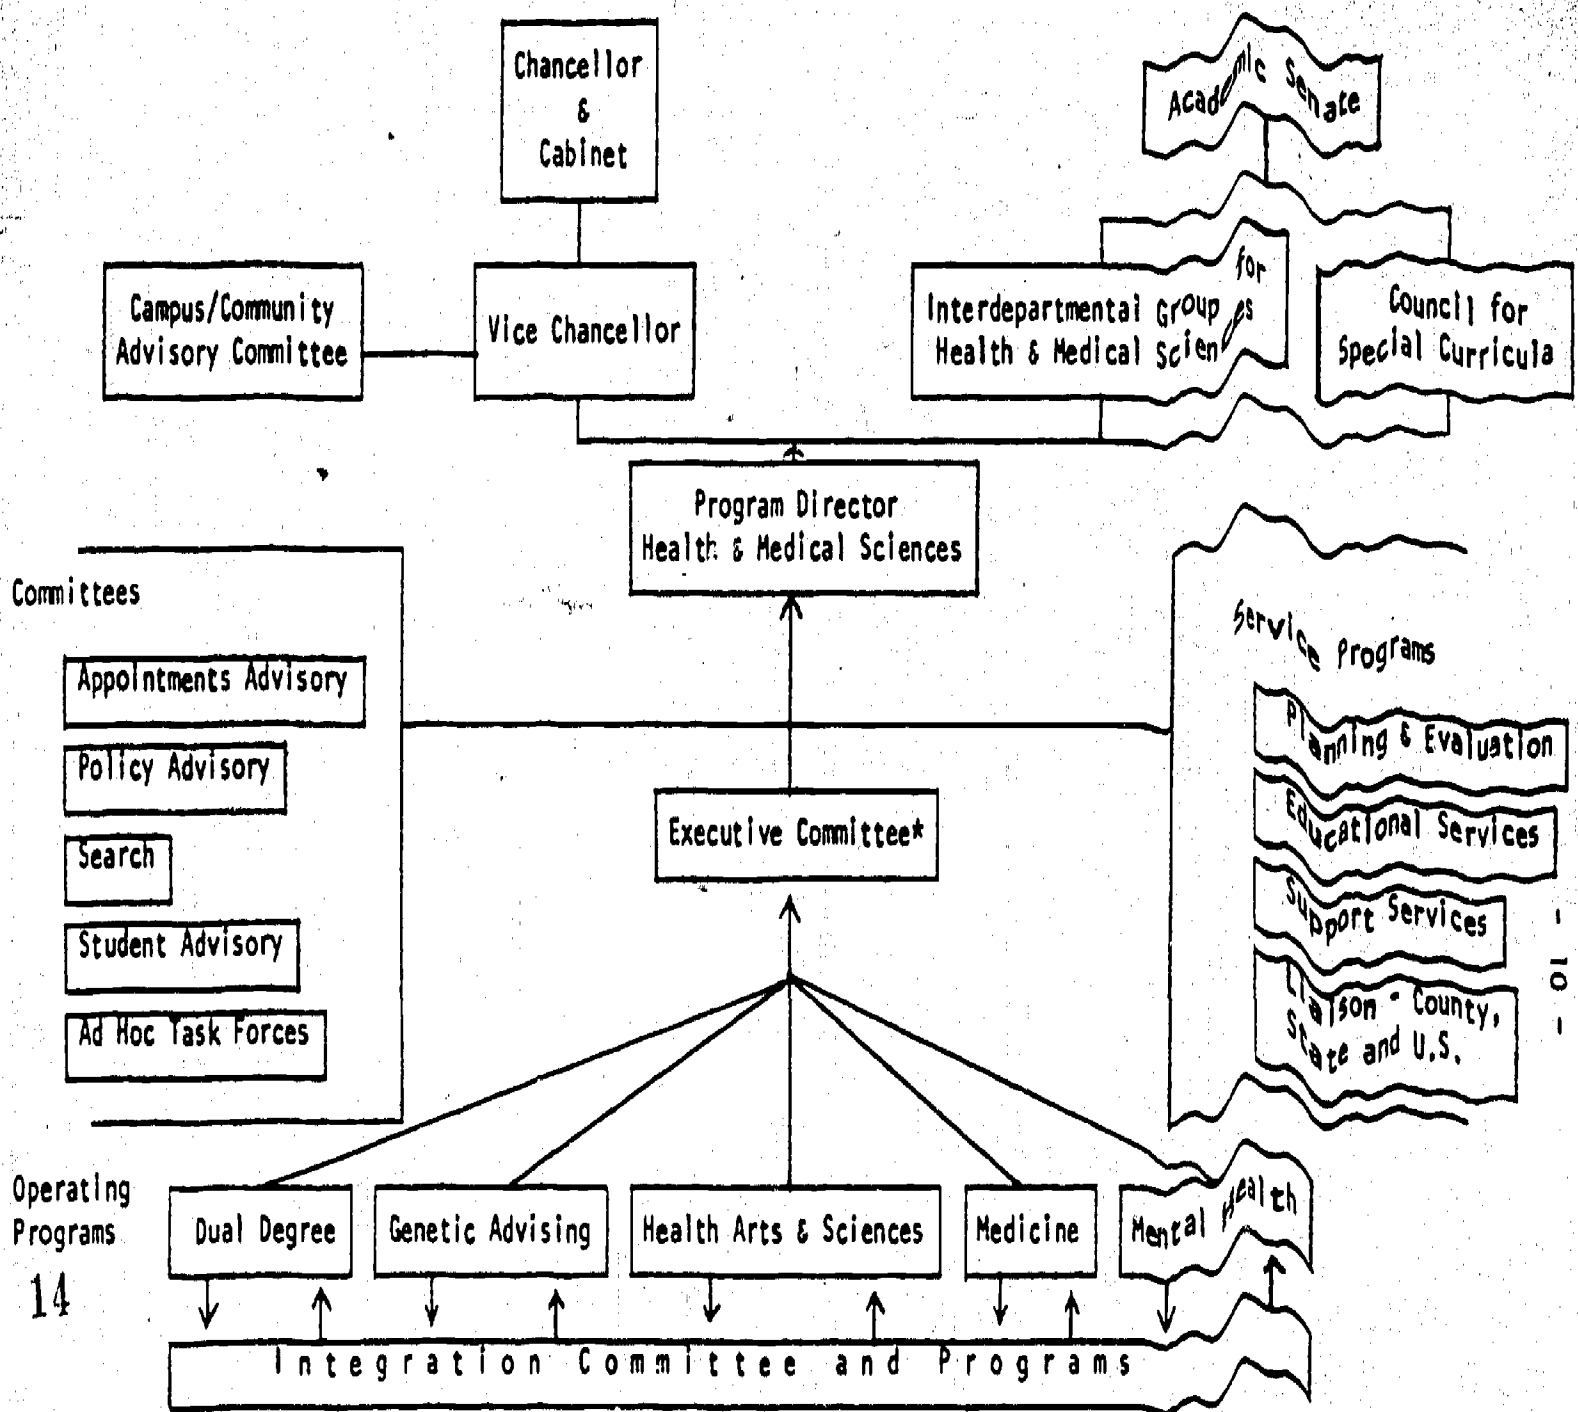 Chancellor
&
Cabinet
Academic Senate
Campus/Community
Advisory Committee
Vice Chancellor
Interdepartmental Group for
Health & Medical Sciences
Council for
Special Curricula
Program Director
Health & Medical Sciences
Committees
Appointments Advisory
Policy Advisory
Search
Student Advisory
Ad Hoc Task Forces
Service Programs
Planning & Evaluation
Educational Services
Support Services
Liaison - County,
State and U.S.
Executive Committee*
- 10 -
Operating
Programs
Dual Degree
Genetic Advising
Health Arts & Sciences
Medicine
Mental Health
14
Integration Committee and Programs